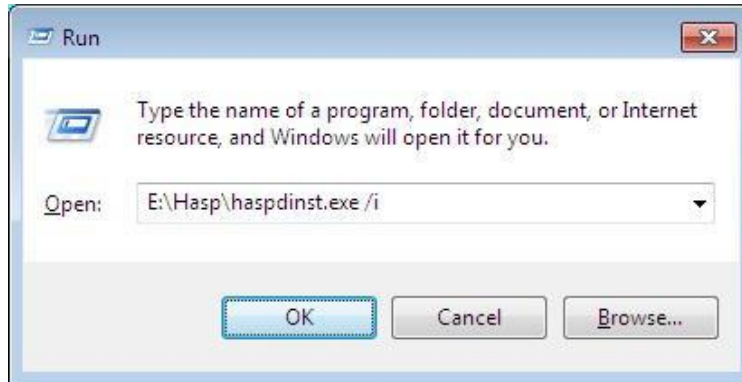 Run
Type the name of a program, folder, document, or Internet
resource, and Windows will open it for you.
Open: E:\Hasp\haspdinst.exe /i
OK Cancel Browse...